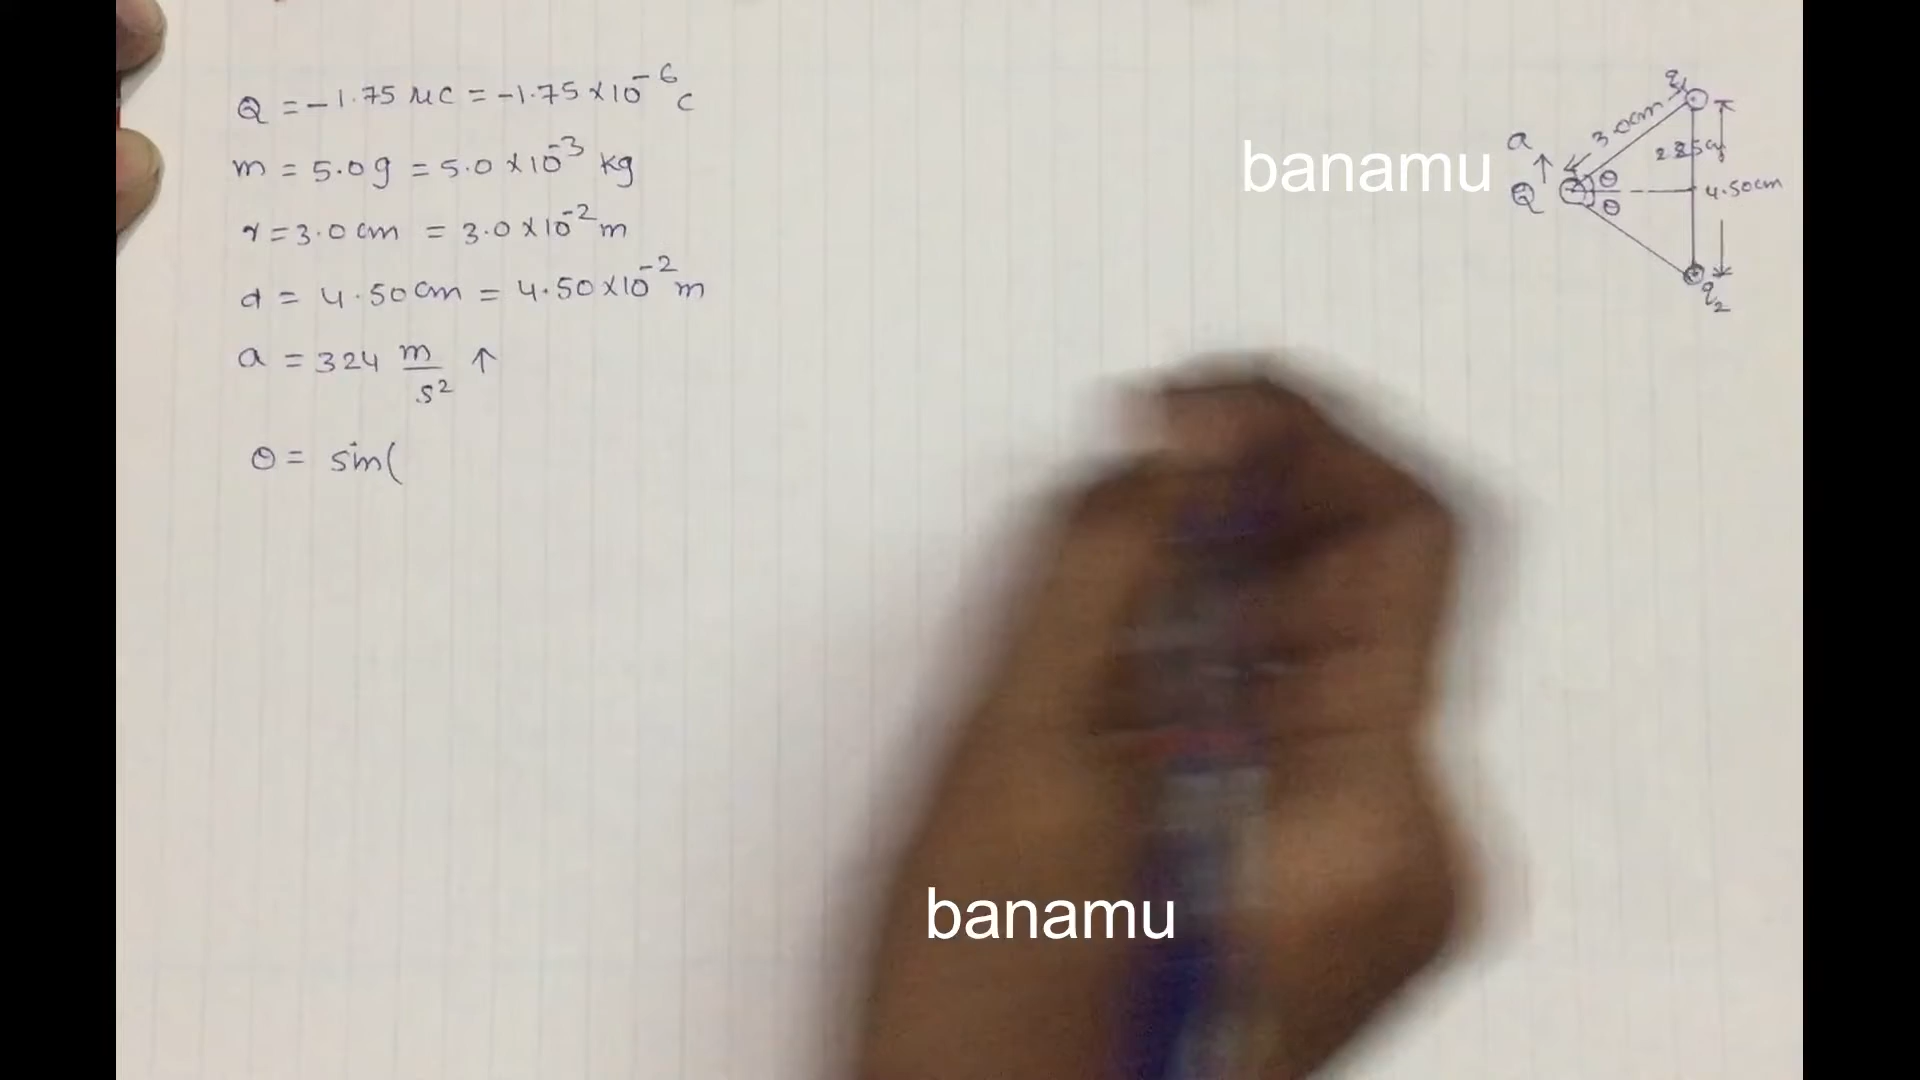 Q = -1.75 μC = -1.75 × 10⁻⁶ C
m = 5.0 g = 5.0 × 10⁻³ kg
r = 3.0 cm = 3.0 × 10⁻² m
d = 4.50 cm = 4.50 × 10⁻² m
a = 324 m/s² ↑
θ = sin(
q₁
3.0cm
a
banamu
Q
θ
θ
4.50cm
q₂
banamu